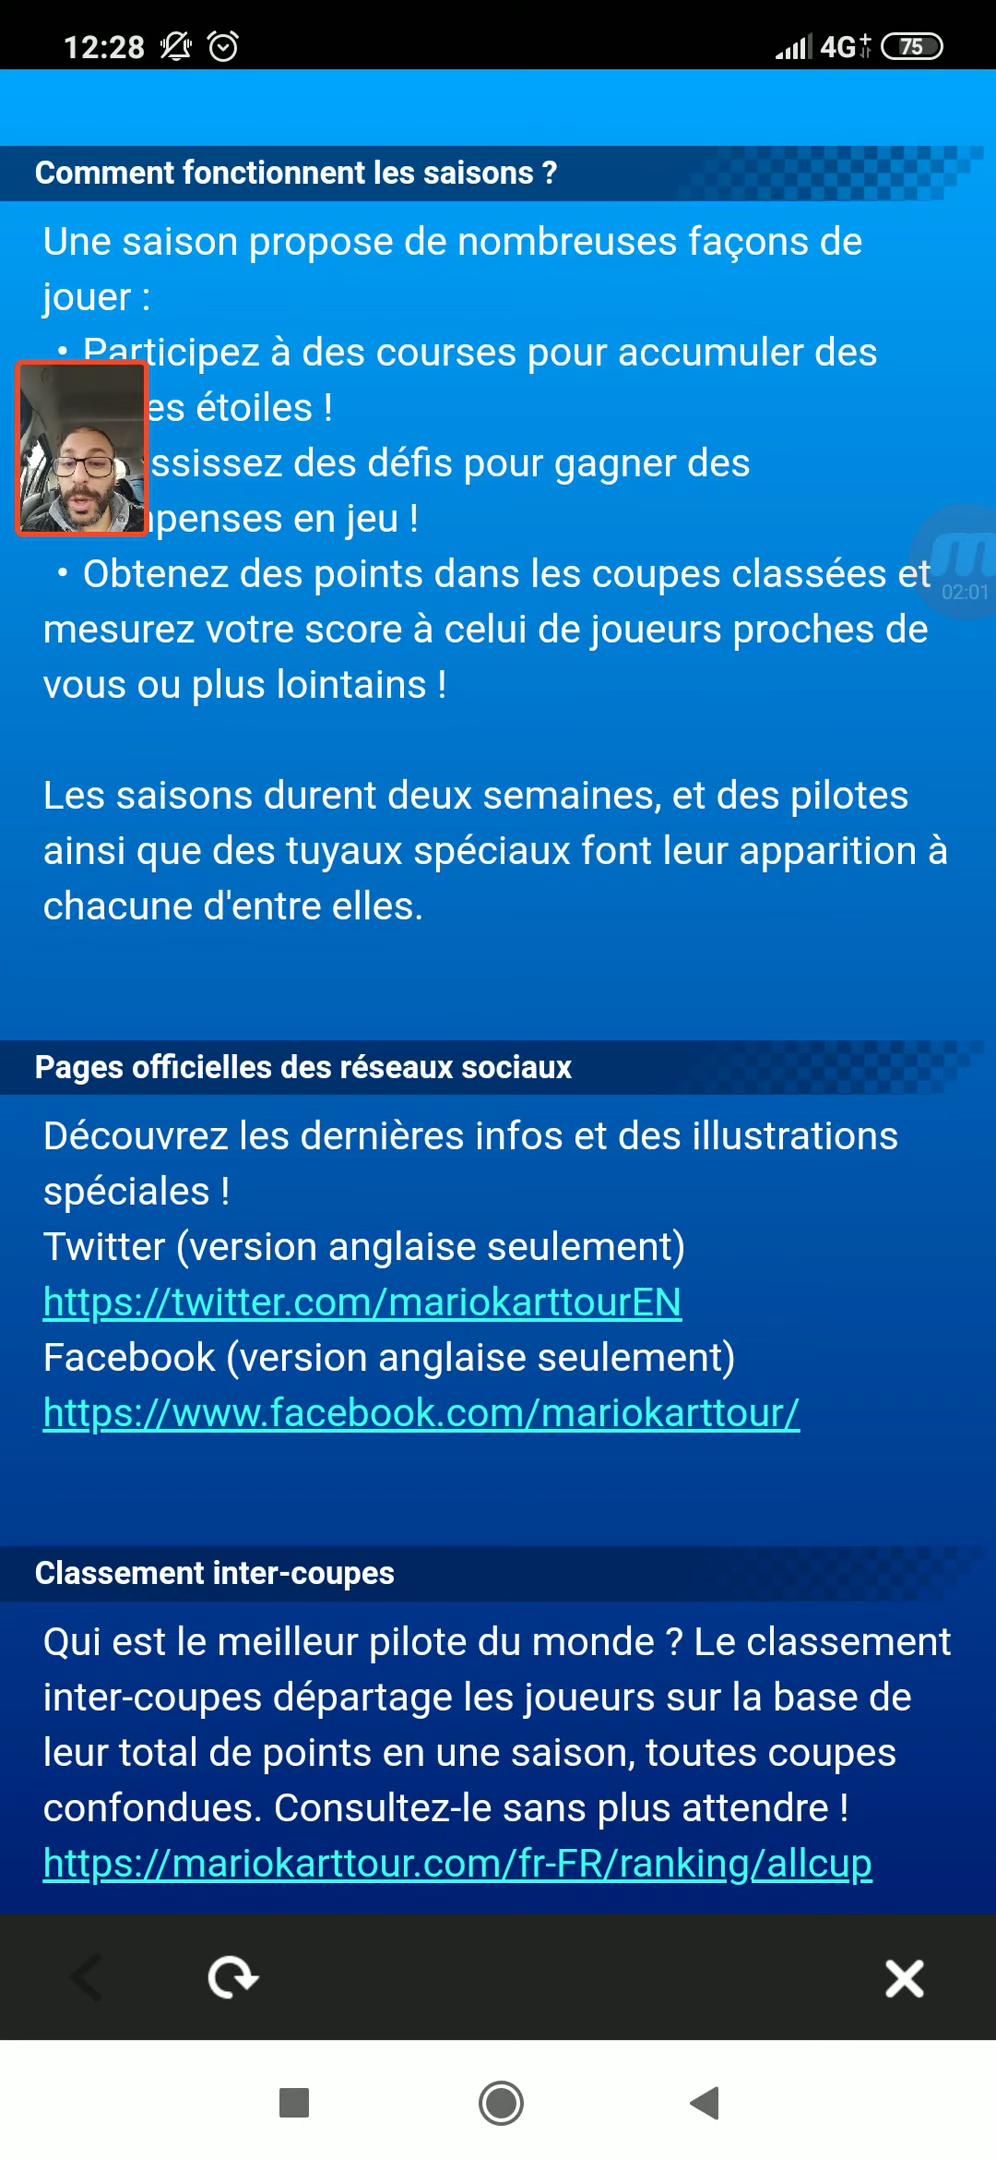 12:28
4G+
75
Comment fonctionnent les saisons ?
Une saison propose de nombreuses façons de
jouer :
• Participez à des courses pour accumuler des
étoiles !
des défis pour gagner des
en jeu !
• Obtenez des points dans les coupes classées et
02:01
mesurez votre score à celui de joueurs proches de
vous ou plus lointains !
Les saisons durent deux semaines, et des pilotes
ainsi que des tuyaux spéciaux font leur apparition à
chacune d'entre elles.
Pages officielles des réseaux sociaux
Découvrez les dernières infos et des illustrations
spéciales !
Twitter (version anglaise seulement)
https://twitter.com/mariokarttourEN
Facebook (version anglaise seulement)
https://www.facebook.com/mariokarttour/
Classement inter-coupes
Qui est le meilleur pilote du monde ? Le classement
inter-coupes départage les joueurs sur la base de
leur total de points en une saison, toutes coupes
confondues. Consultez-le sans plus attendre !
https://mariokarttour.com/fr-FR/ranking/allcup